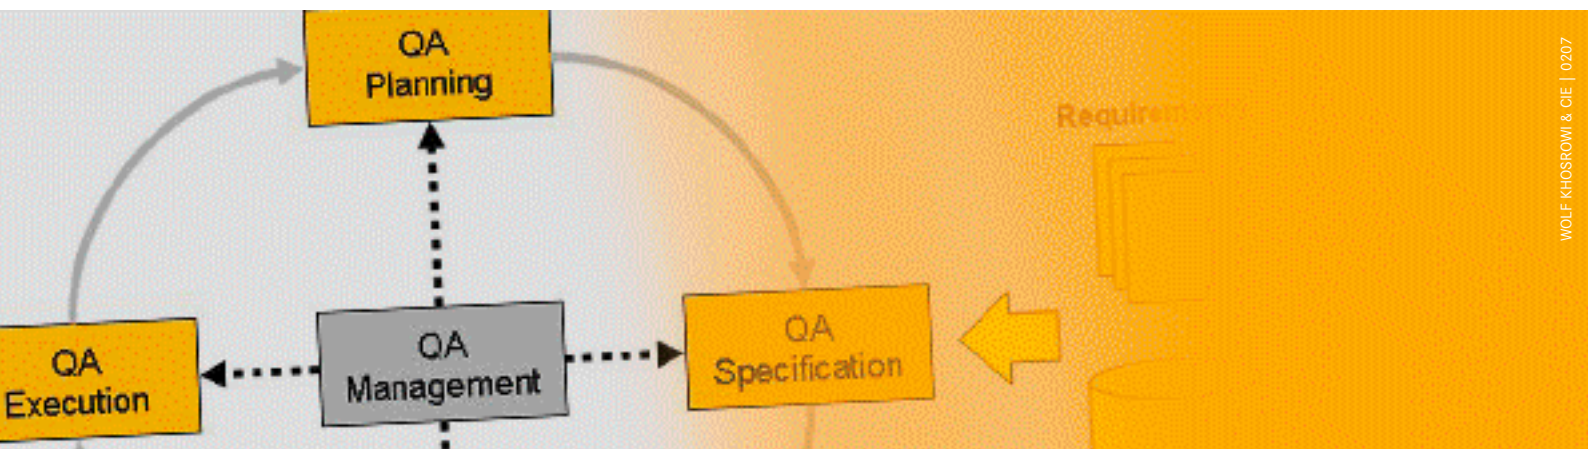 QA
Planning
QA
Execution
QA
Management
QA
Specification
WOLF KHOSROWI & CIE | 0207